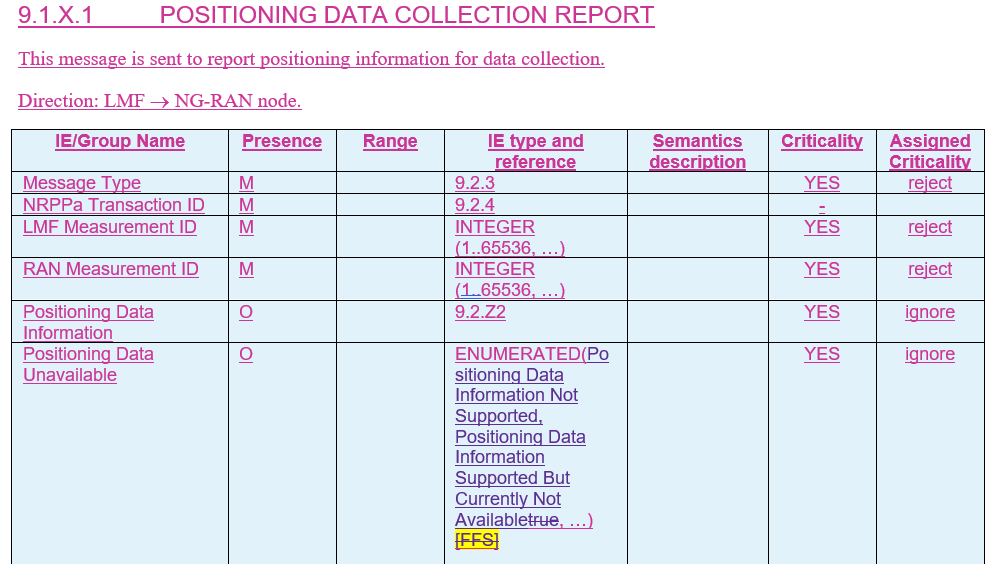 9.1.X.1 POSITIONING DATA COLLECTION REPORT
This message is sent to report positioning information for data collection.
Direction: LMF → NG-RAN node.
IE/Group Name Presence Range IE type and reference Semantics description Criticality Assigned Criticality
Message Type M 9.2.3 YES reject
NRPPa Transaction ID M 9.2.4 -
LMF Measurement ID M INTEGER (1..65536, …) YES reject
RAN Measurement ID M INTEGER (1..65536, …) YES reject
Positioning Data Information O 9.2.Z2 YES ignore
Positioning Data Unavailable O ENUMERATED(Po YES ignore
sitioning Data
Information Not
Supported,
Positioning Data
Information
Supported But
Currently Not
Availabletrue, …)
[FFS]